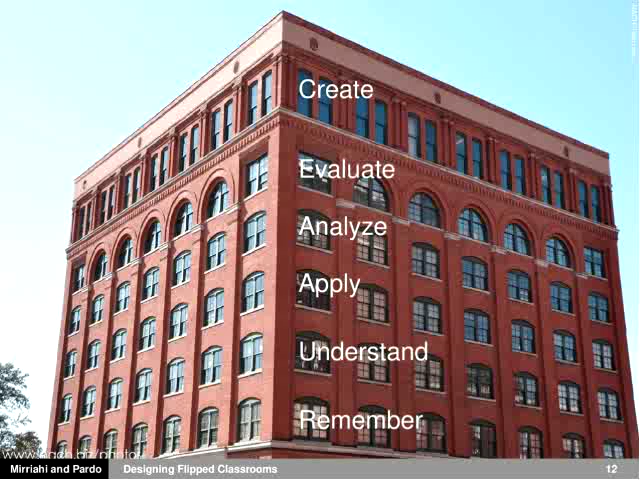 Create
Evaluate
Analyze
Apply
Understand
Remember
Mirriahi and Pardo
Designing Flipped Classrooms
12